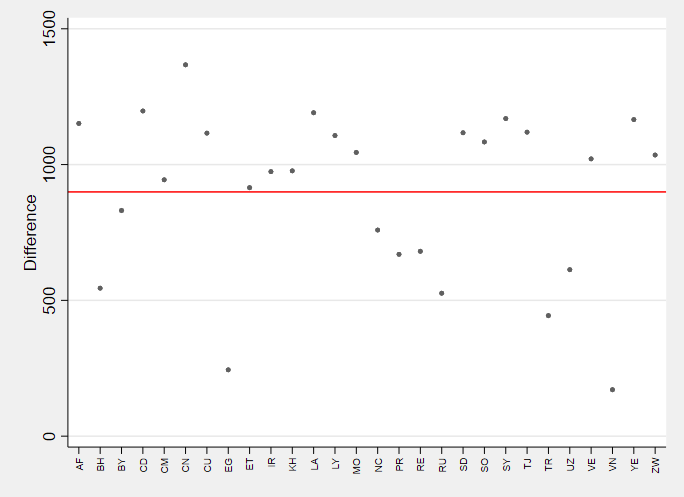 1500
1000
500
0
Difference
AF BH BY CD CM CN CU EG ET IR KH LA LY MO NC PR RE RU SD SO SY TJ TR UZ VE VN YE ZW